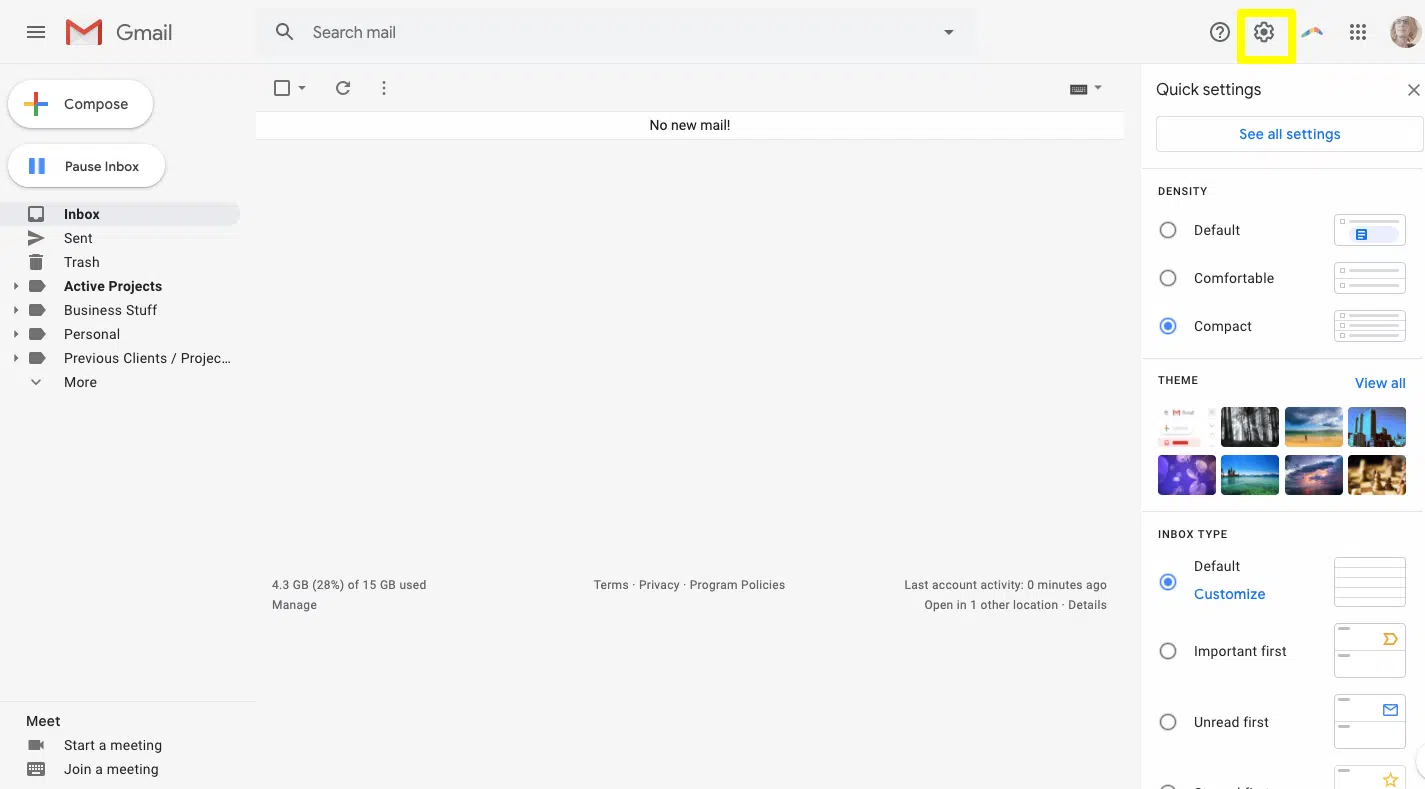 Gmail
Search mail
Compose
Pause Inbox
Inbox
Sent
Trash
Active Projects
Business Stuff
Personal
Previous Clients / Projec...
More
Meet
Start a meeting
Join a meeting
No new mail!
4.3 GB (28%) of 15 GB used
Manage
Terms · Privacy · Program Policies
Last account activity: 0 minutes ago
Open in 1 other location · Details
Quick settings
See all settings
DENSITY
Default
Comfortable
Compact
THEME
View all
Gmail
INBOX TYPE
Default
Customize
Important first
Unread first